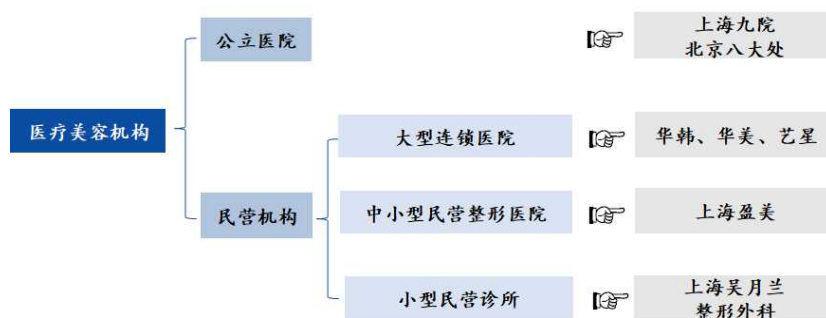 公立医院
上海九院
北京八大处
医疗美容机构
大型连锁医院
华韩、华美、艺星
民营机构
中小型民营整形医院
上海盈美
小型民营诊所
上海吴月兰
整形外科